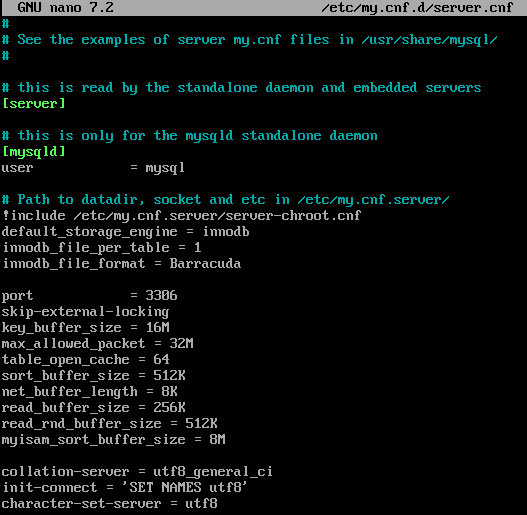 GNU nano 7.2 /etc/my.cnf.d/server.cnf
#
# See the examples of server my.cnf files in /usr/share/mysql/
#
# this is read by the standalone daemon and embedded servers
[server]
# this is only for the mysqld standalone daemon
[mysqld]
user = mysql
# Path to datadir, socket and etc in /etc/my.cnf.server/
!include /etc/my.cnf.server/server-chroot.cnf
default_storage_engine = innodb
innodb_file_per_table = 1
innodb_file_format = Barracuda
port = 3306
skip-external-locking
key_buffer_size = 16M
max_allowed_packet = 32M
table_open_cache = 64
sort_buffer_size = 512K
net_buffer_length = 8K
read_buffer_size = 256K
read_rnd_buffer_size = 512K
myisam_sort_buffer_size = 8M
collation-server = utf8_general_ci
init-connect = 'SET NAMES utf8'
character-set-server = utf8